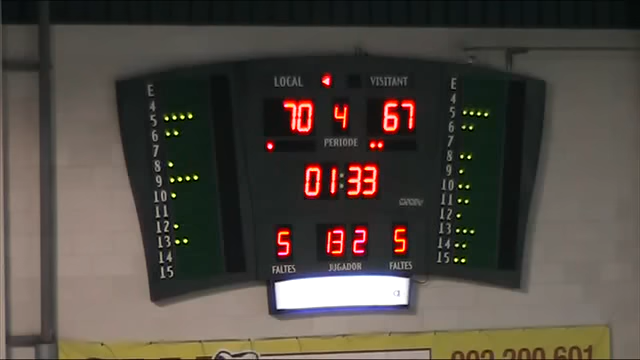 LOCAL VISITANT
70 4 67
PERIODE
01:33
5 13 2 5
FALTES JUGADOR FALTES
E E
4 4
5 5
6 6
7 7
8 8
9 9
10 10
11 11
12 12
13 13
14 14
15 15